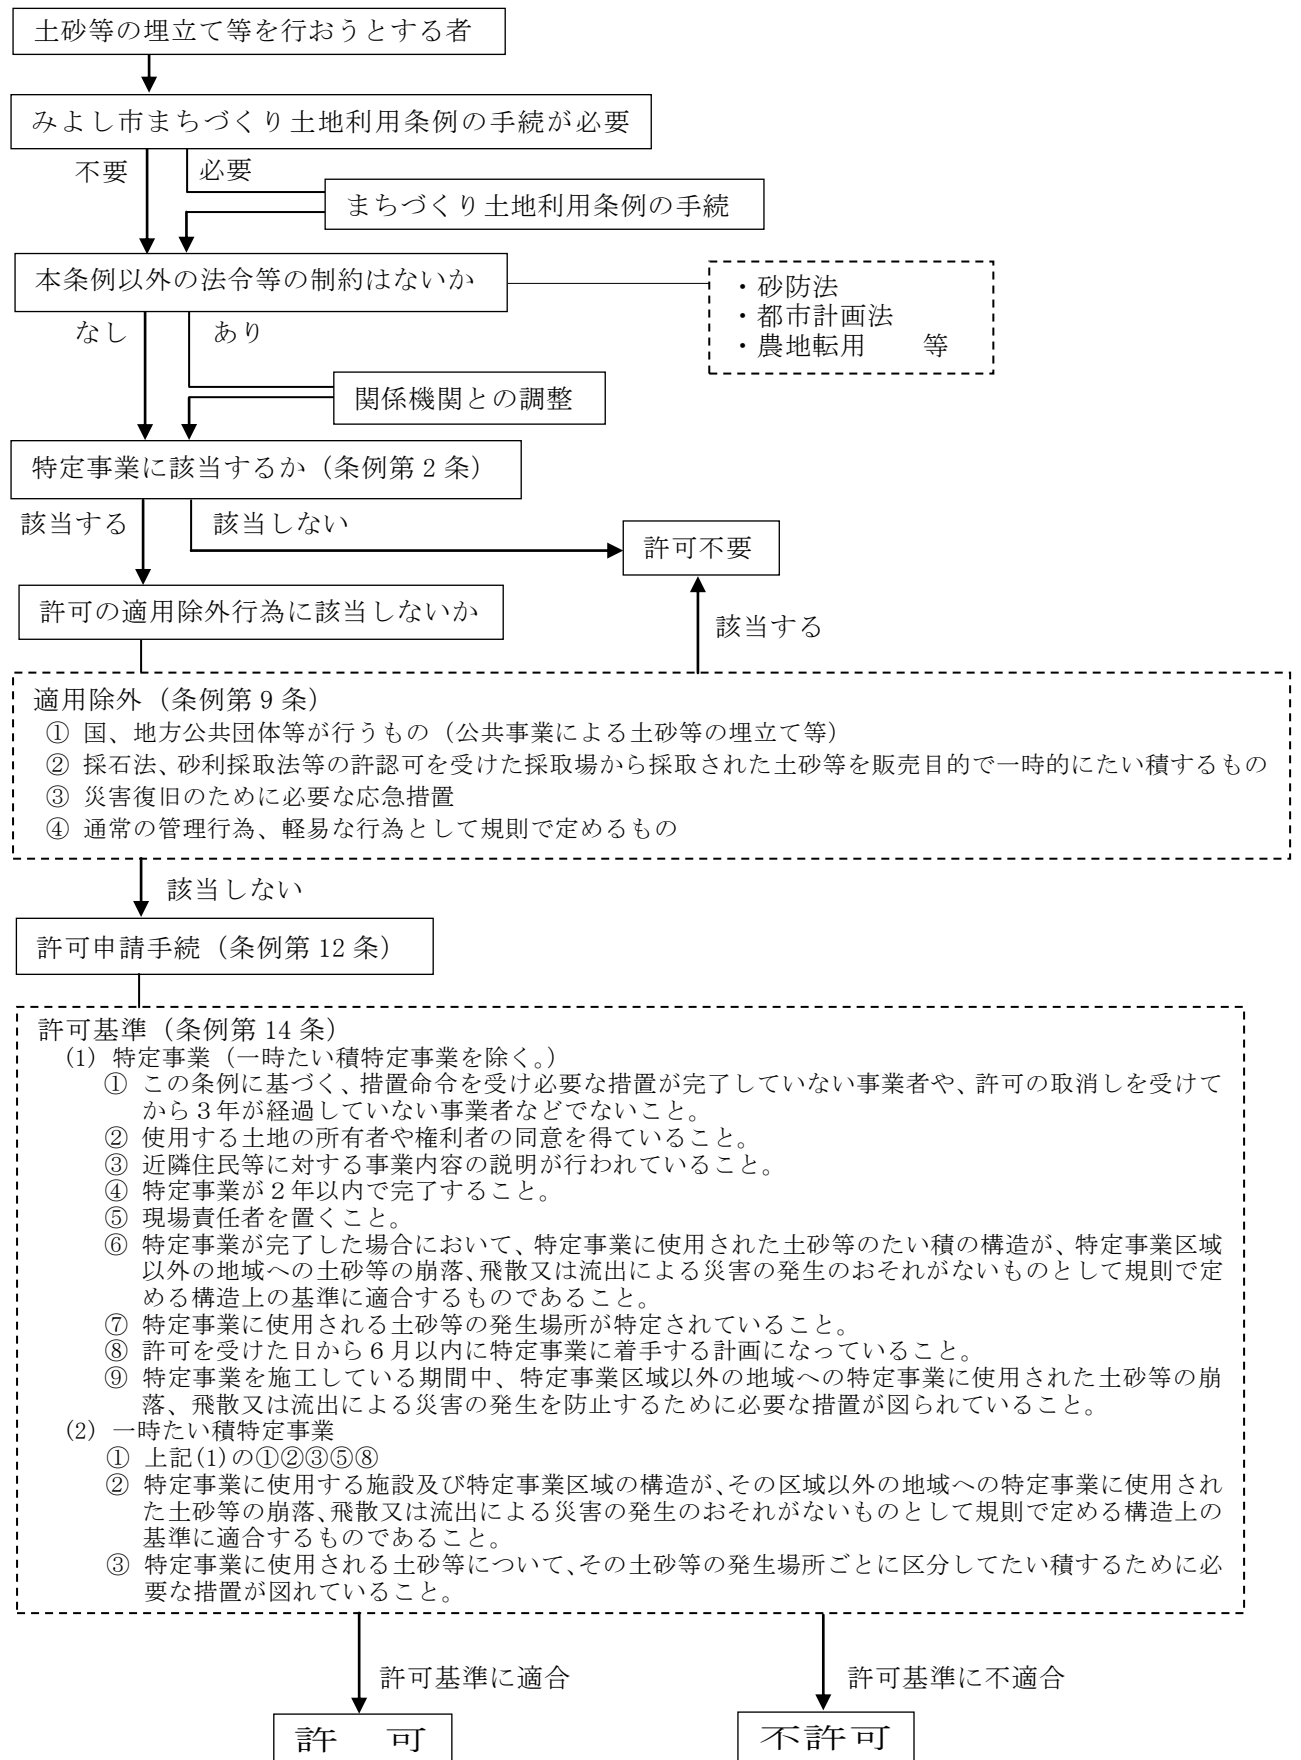 土砂等の埋立て等を行おうとする者
みよし市まちづくり土地利用条例の手続が必要
不要
必要
まちづくり土地利用条例の手続
本条例以外の法令等の制約はないか
・砂防法
・都市計画法
・農地転用　　等
なし
あり
関係機関との調整
特定事業に該当するか（条例第２条）
該当する
該当しない
許可不要
許可の適用除外行為に該当しないか
該当する
適用除外（条例第９条）
① 国、地方公共団体等が行うもの（公共事業による土砂等の埋立て等）
② 採石法、砂利採取法等の許認可を受けた採取場から採取された土砂等を販売目的で一時的にたい積するもの
③ 災害復旧のために必要な応急措置
④ 通常の管理行為、軽易な行為として規則で定めるもの
該当しない
許可申請手続（条例第 12 条）
許可基準（条例第 14 条）
(1) 特定事業（一時たい積特定事業を除く。）
① この条例に基づく、措置命令を受け必要な措置が完了していない事業者や、許可の取消しを受けて
から３年が経過していない事業者などでないこと。
② 使用する土地の所有者や権利者の同意を得ていること。
③ 近隣住民等に対する事業内容の説明が行われていること。
④ 特定事業が２年以内で完了すること。
⑤ 現場責任者を置くこと。
⑥ 特定事業が完了した場合において、特定事業に使用された土砂等のたい積の構造が、特定事業区域
以外の地域への土砂等の崩落、飛散又は流出による災害の発生のおそれがないものとして規則で定
める構造上の基準に適合するものであること。
⑦ 特定事業に使用される土砂等の発生場所が特定されていること。
⑧ 許可を受けた日から６月以内に特定事業に着手する計画になっていること。
⑨ 特定事業を施工している期間中、特定事業区域以外の地域への特定事業に使用された土砂等の崩
落、飛散又は流出による災害の発生を防止するために必要な措置が図られていること。
(2) 一時たい積特定事業
① 上記(1)の①②③⑤⑧
② 特定事業に使用する施設及び特定事業区域の構造が、その区域以外の地域への特定事業に使用され
た土砂等の崩落、飛散又は流出による災害の発生のおそれがないものとして規則で定める構造上の
基準に適合するものであること。
③ 特定事業に使用される土砂等について、その土砂等の発生場所ごとに区分してたい積するために必
要な措置が図れていること。
許可基準に適合
許可基準に不適合
許　可
不許可